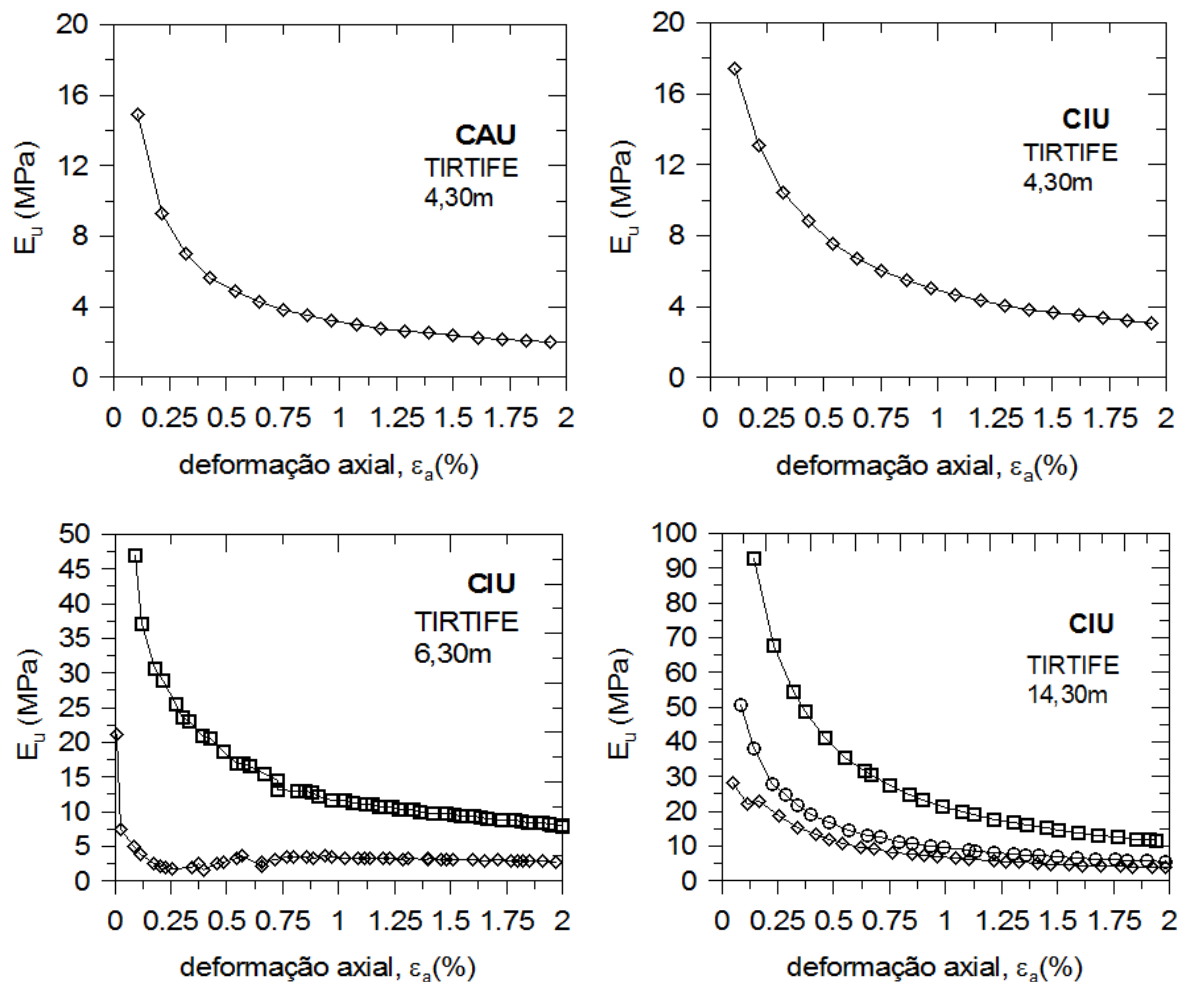 20
16
12
8
4
0
E_u (MPa)
CAU
TIRTIFE
4,30m
0 0.25 0.5 0.75 1 1.25 1.5 1.75 2
deformação axial, ε_a(%)
20
16
12
8
4
0
E_u (MPa)
CIU
TIRTIFE
4,30m
0 0.25 0.5 0.75 1 1.25 1.5 1.75 2
deformação axial, ε_a(%)
50
45
40
35
30
25
20
15
10
5
0
E_u (MPa)
CIU
TIRTIFE
6,30m
0 0.25 0.5 0.75 1 1.25 1.5 1.75 2
deformação axial, ε_a(%)
100
90
80
70
60
50
40
30
20
10
0
E_u (MPa)
CIU
TIRTIFE
14,30m
0 0.25 0.5 0.75 1 1.25 1.5 1.75 2
deformação axial, ε_a(%)